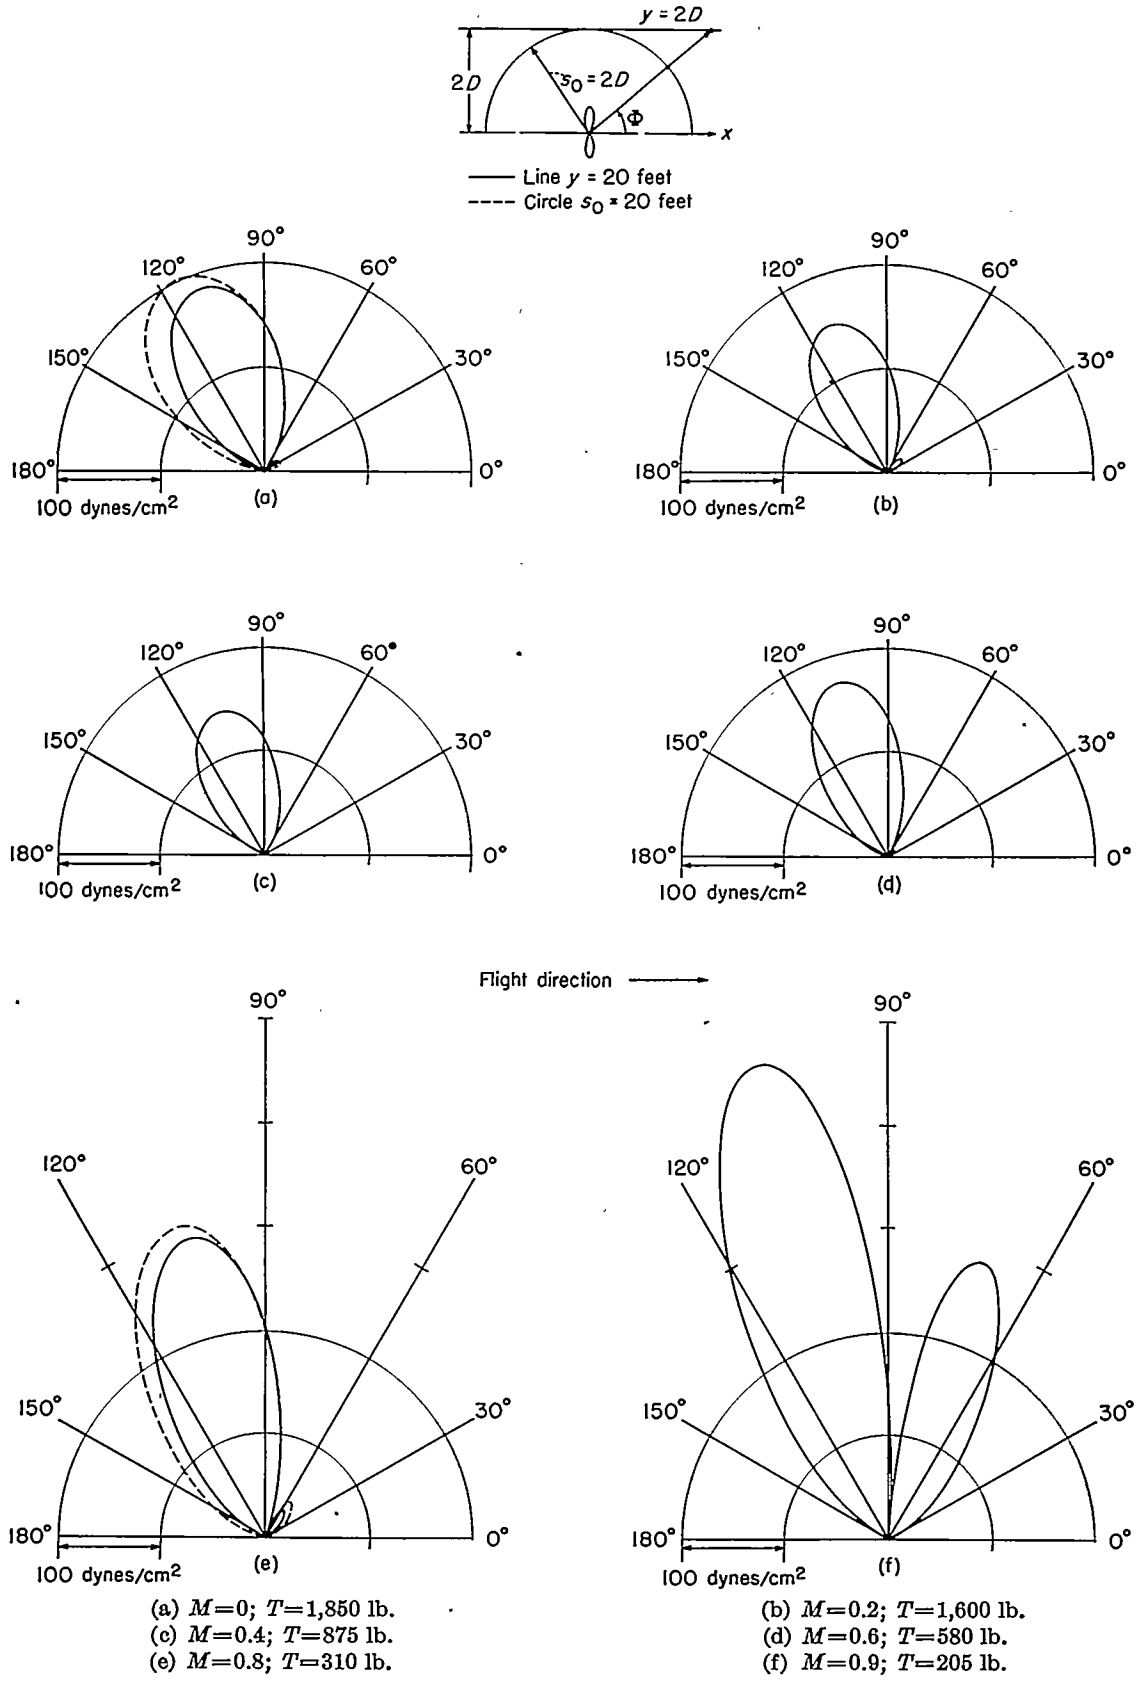 y = 2D
2D
s₀ = 2D
Φ
x
Line y = 20 feet
Circle s₀ = 20 feet
90°
120°
60°
150°
30°
180°
0°
100 dynes/cm²
(a)
90°
120°
60°
150°
30°
180°
0°
100 dynes/cm²
(b)
90°
120°
60°
150°
30°
180°
0°
100 dynes/cm²
(c)
90°
120°
60°
150°
30°
180°
0°
100 dynes/cm²
(d)
Flight direction
90°
120°
60°
150°
30°
180°
0°
100 dynes/cm²
(e)
90°
120°
60°
150°
30°
180°
0°
100 dynes/cm²
(f)
(a) M=0; T=1,850 lb.
(b) M=0.2; T=1,600 lb.
(c) M=0.4; T=875 lb.
(d) M=0.6; T=580 lb.
(e) M=0.8; T=310 lb.
(f) M=0.9; T=205 lb.